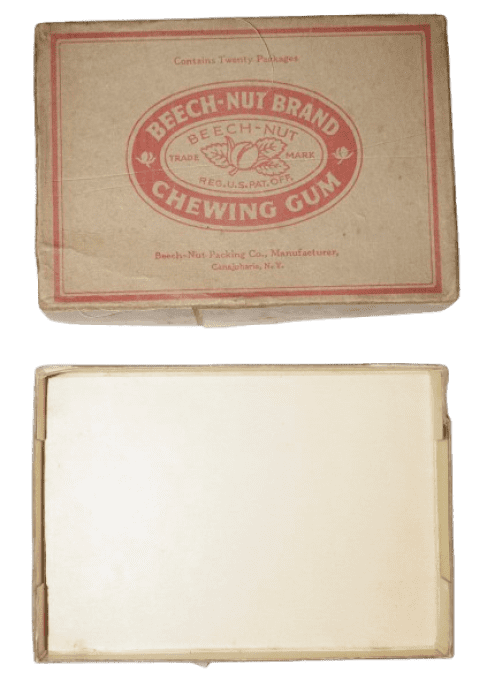 Contains Twenty Packages
BEECH-NUT BRAND
BEECH-NUT
TRADE MARK
REG. U.S. PAT. OFF.
CHEWING GUM
Beech-Nut Packing Co., Manufacturer,
Canajoharie, N.Y.